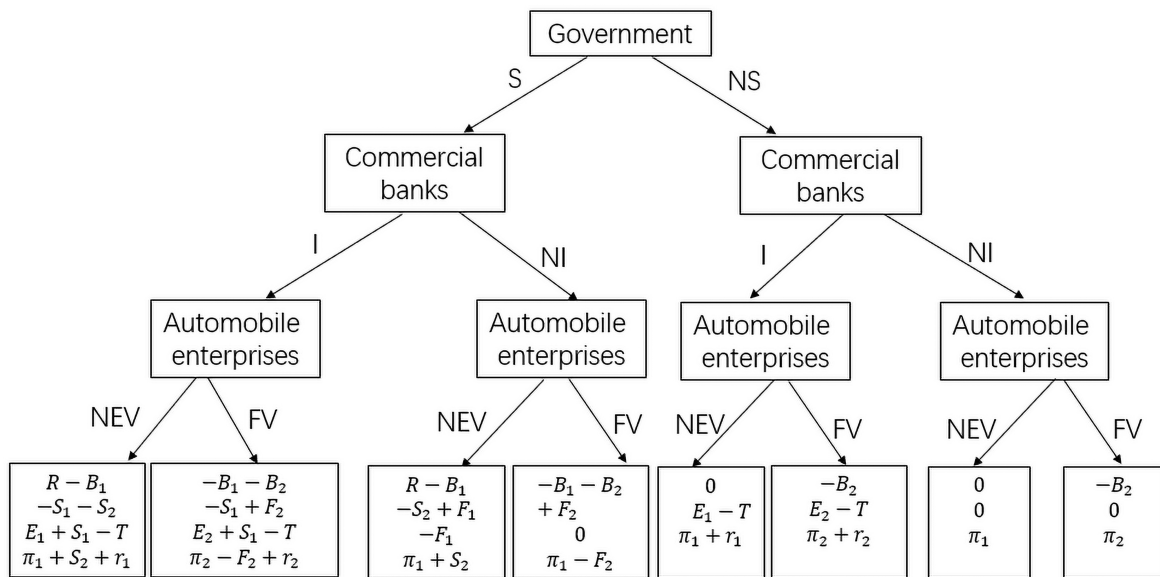 Government
S
NS
Commercial
banks
Commercial
banks
I
NI
I
NI
Automobile
enterprises
Automobile
enterprises
Automobile
enterprises
Automobile
enterprises
NEV
FV
NEV
FV
NEV
FV
NEV
FV
R − B₁
−S₁ − S₂
E₁ + S₁ − T
π₁ + S₂ + r₁
−B₁ − B₂
−S₁ + F₂
E₂ + S₁ − T
π₂ − F₂ + r₂
R − B₁
−S₂ + F₁
−F₁
π₁ + S₂
−B₁ − B₂
+ F₂
0
π₁ − F₂
0
E₁ − T
π₁ + r₁
−B₂
E₂ − T
π₂ + r₂
0
0
π₁
−B₂
0
π₂